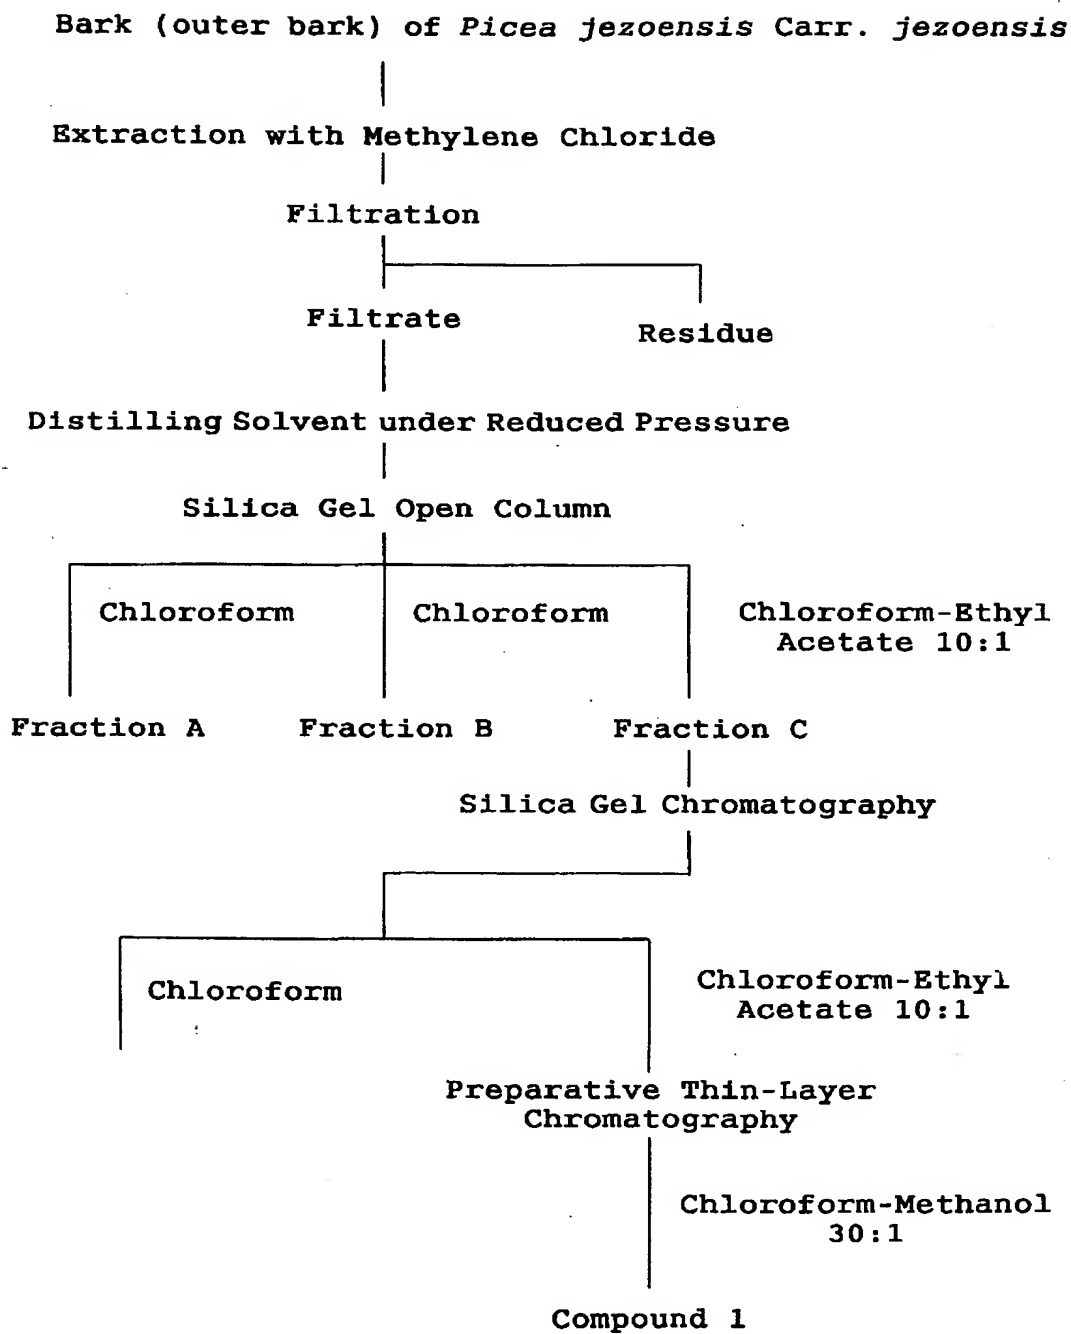 Bark (outer bark) of Picea jezoensis Carr. jezoensis
Extraction with Methylene Chloride
Filtration
Filtrate
Residue
Distilling Solvent under Reduced Pressure
Silica Gel Open Column
Chloroform
Chloroform
Chloroform-Ethyl
Acetate 10:1
Fraction A
Fraction B
Fraction C
Silica Gel Chromatography
Chloroform
Chloroform-Ethyl
Acetate 10:1
Preparative Thin-Layer
Chromatography
Chloroform-Methanol
30:1
Compound 1